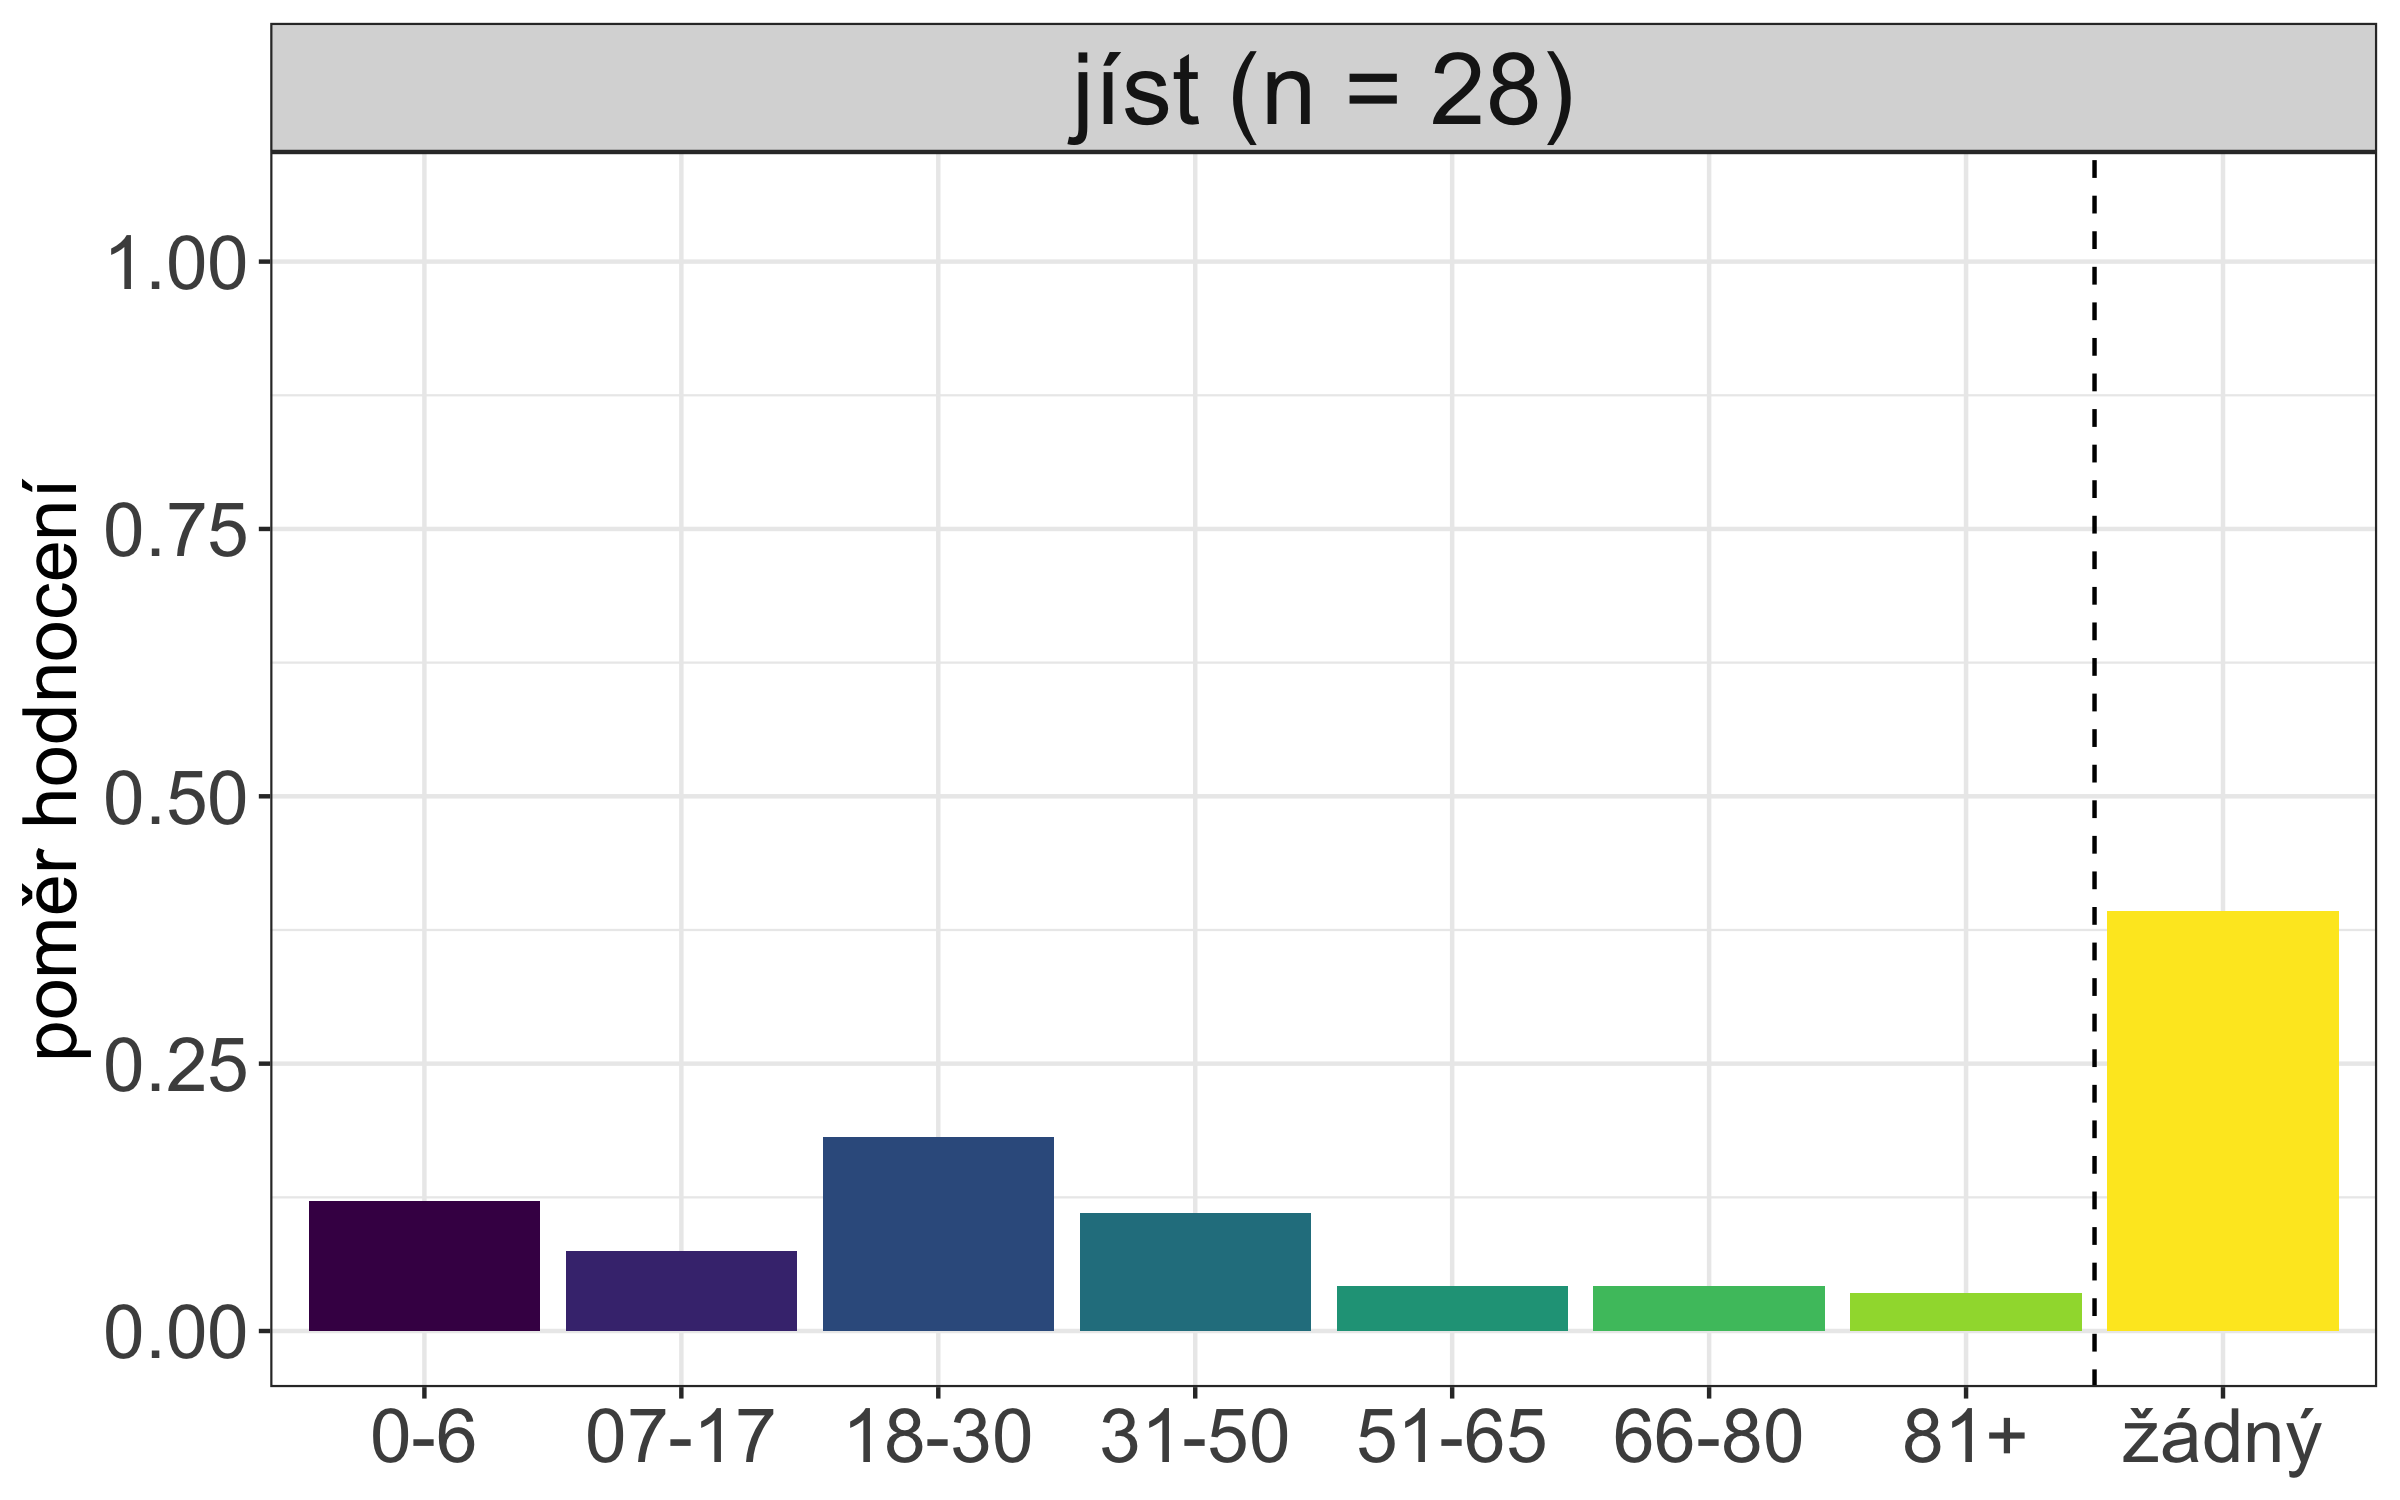 jíst (n = 28)
poměr hodnocení
1.00
0.75
0.50
0.25
0.00
0-6 07-17 18-30 31-50 51-65 66-80 81+ žádný